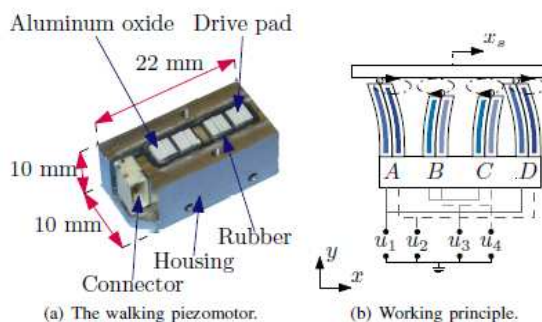 Aluminum oxide
Drive pad
22 mm
10 mm
10 mm
Connector
Housing
Rubber
(a) The walking piezomotor.
x_s
A B C D
u_1 u_2 u_3 u_4
y
x
(b) Working principle.